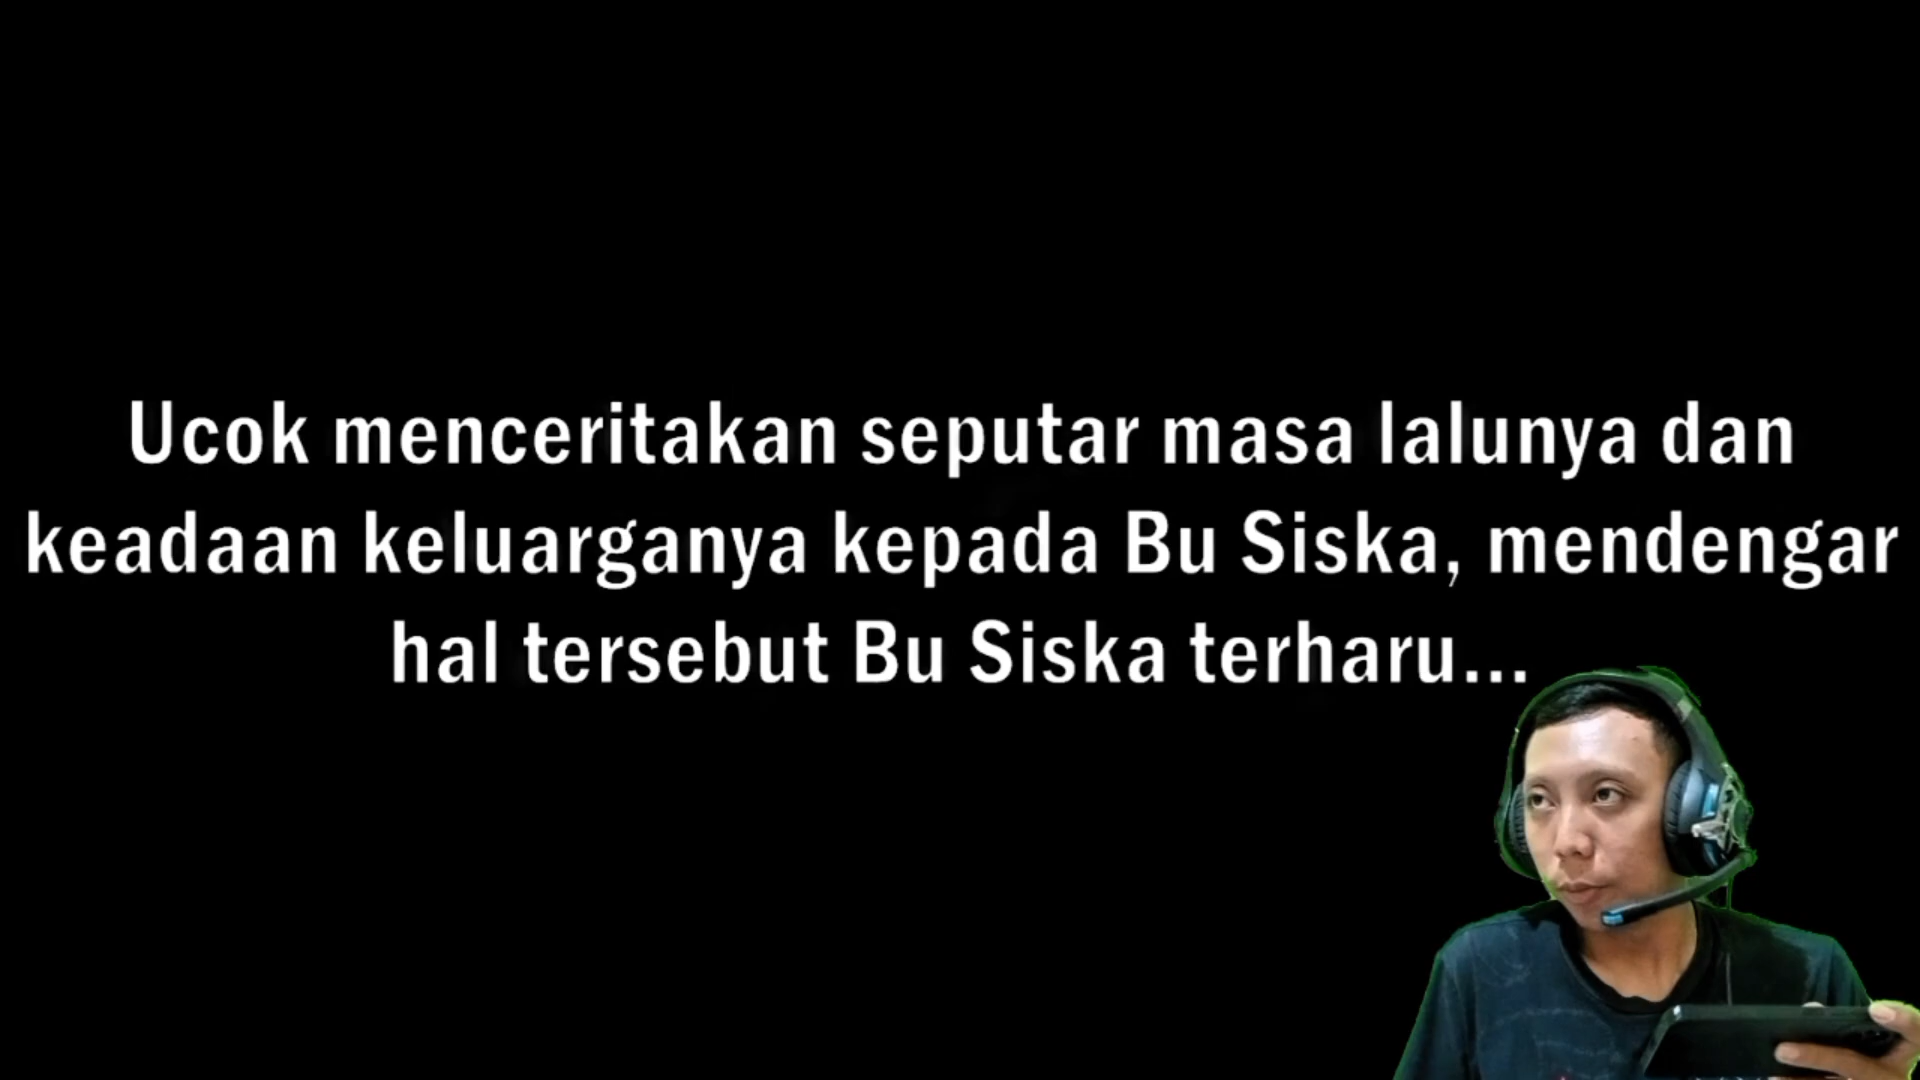 Ucok menceritakan seputar masa lalunya dan
keadaan keluarganya kepada Bu Siska, mendengar
hal tersebut Bu Siska terharu...